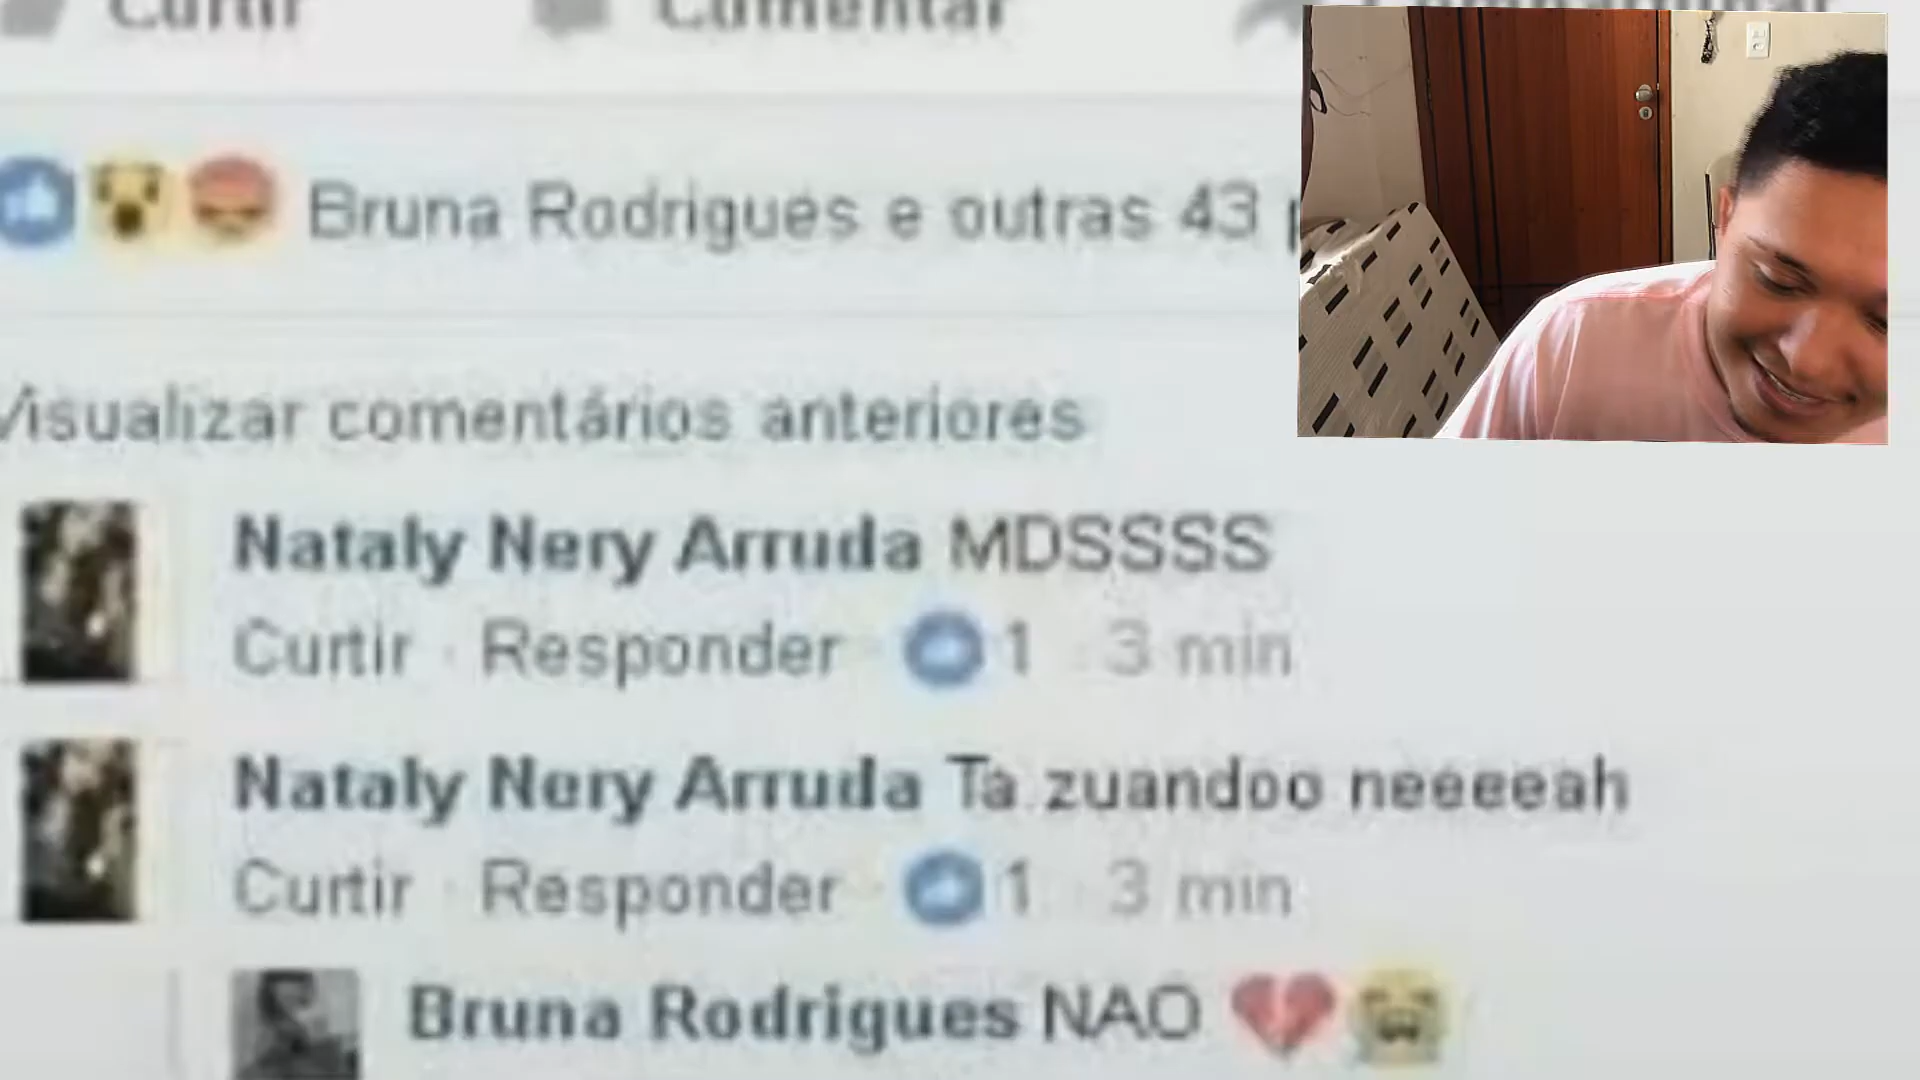 Curtir Comentar
Bruna Rodrigues e outras 43
Visualizar comentários anteriores
Nataly Nery Arruda MDSSSS
Curtir · Responder · 1 · 3 min
Nataly Nery Arruda Ta zuandoo neeeeah
Curtir · Responder · 1 · 3 min
Bruna Rodrigues NAO 💔😭